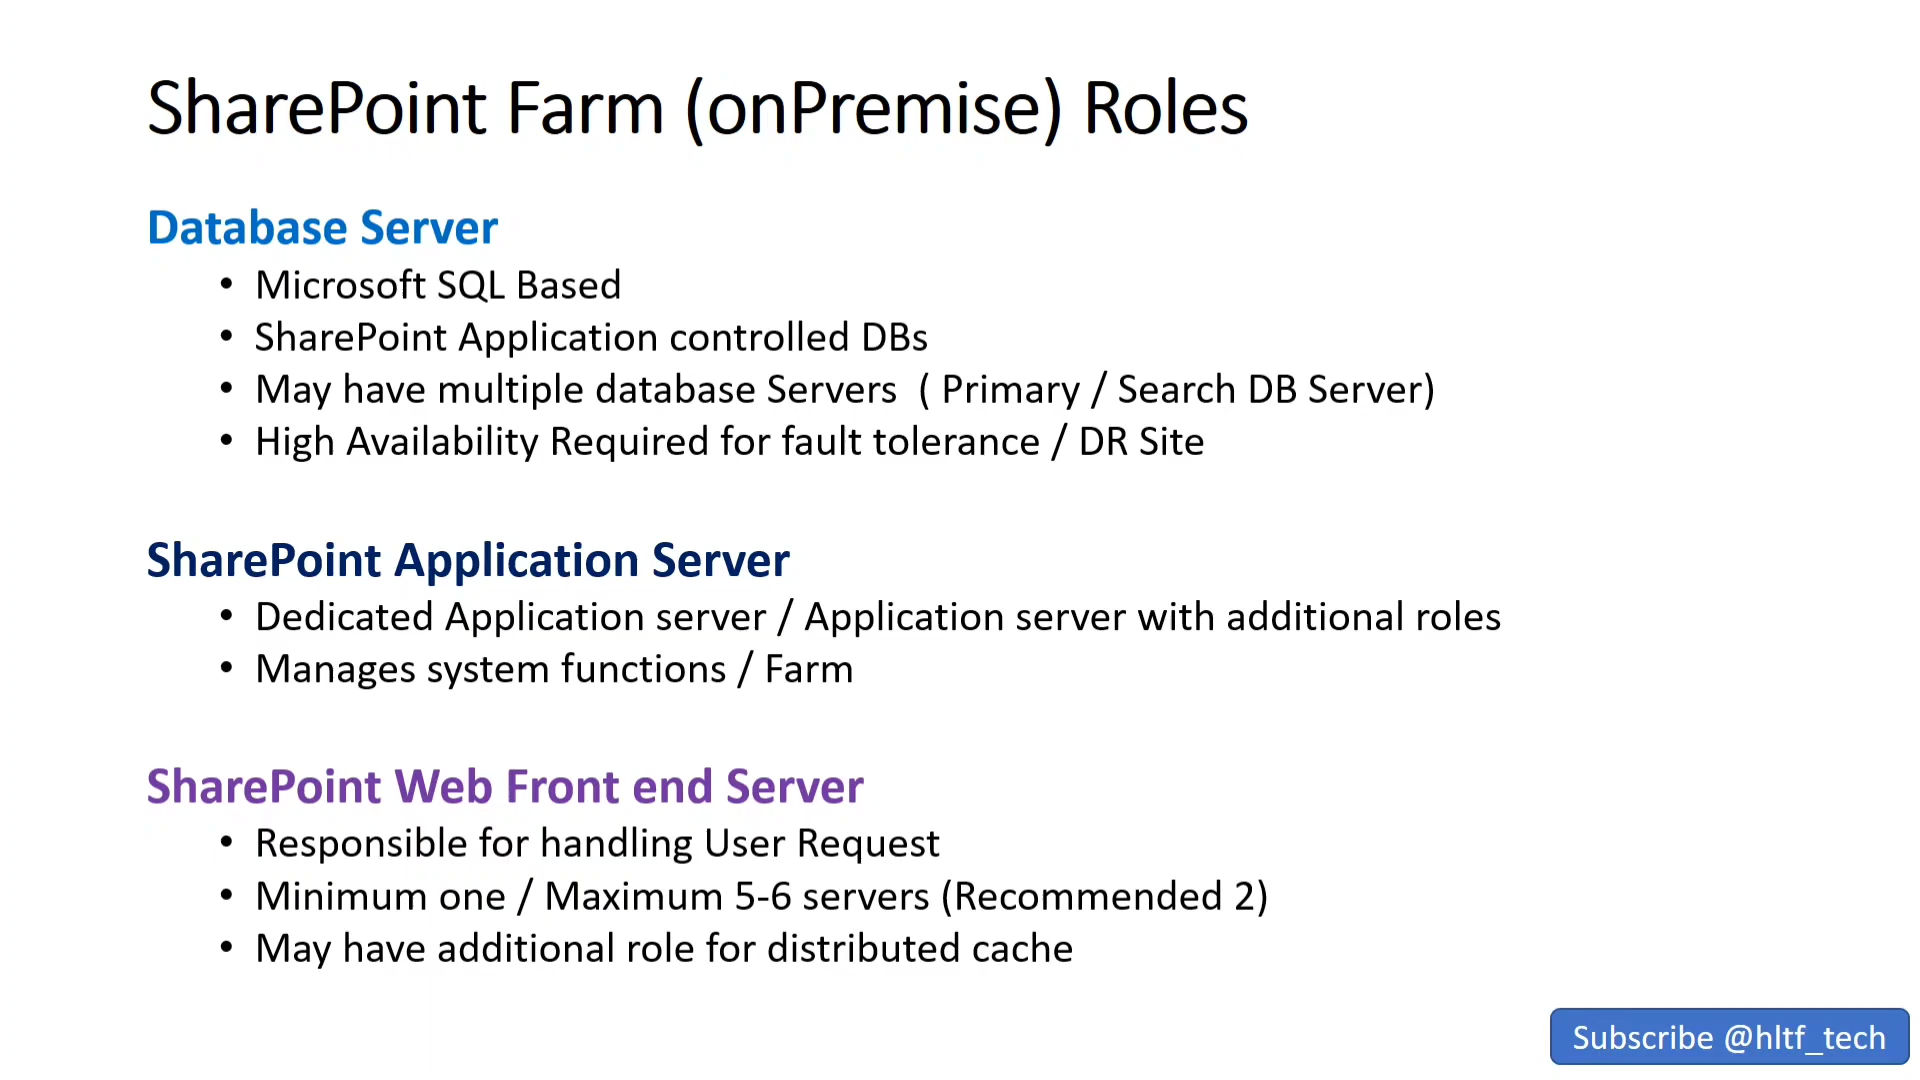 SharePoint Farm (onPremise) Roles
Database Server
• Microsoft SQL Based
• SharePoint Application controlled DBs
• May have multiple database Servers  ( Primary / Search DB Server)
• High Availability Required for fault tolerance / DR Site
SharePoint Application Server
• Dedicated Application server / Application server with additional roles
• Manages system functions / Farm
SharePoint Web Front end Server
• Responsible for handling User Request
• Minimum one / Maximum 5-6 servers (Recommended 2)
• May have additional role for distributed cache
Subscribe @hltf_tech